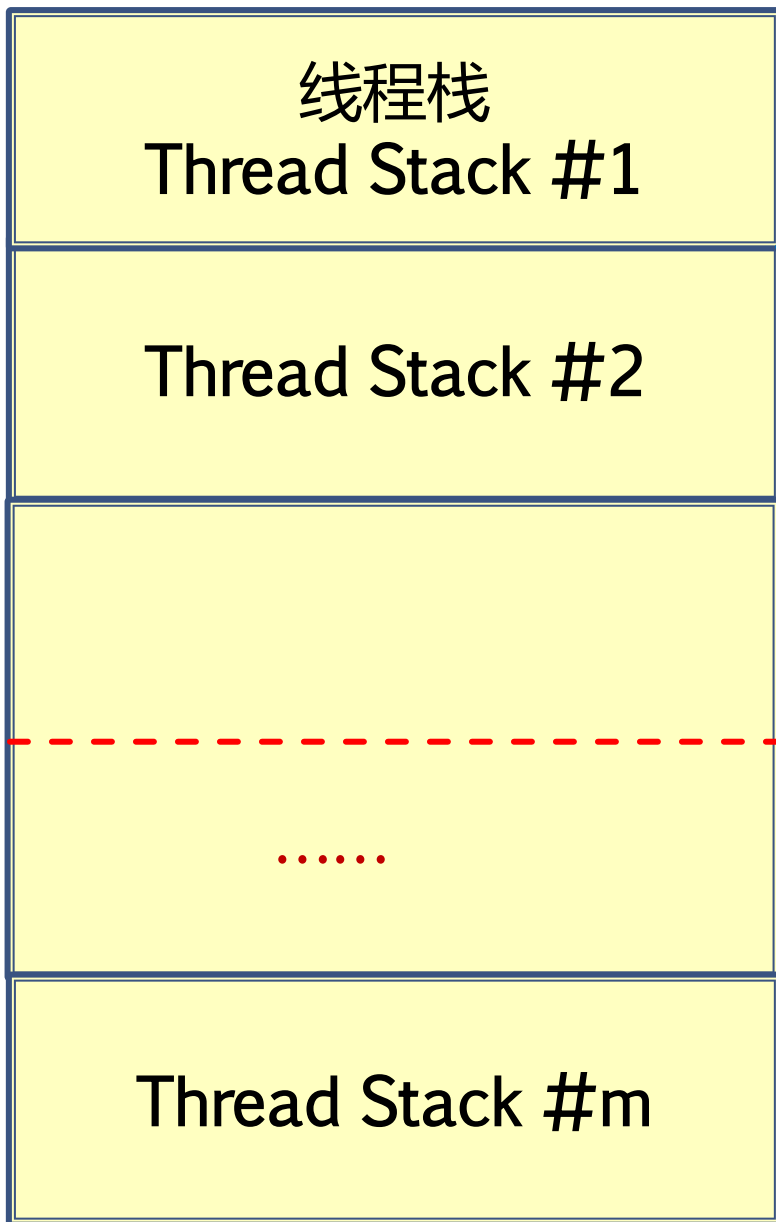 线程栈
Thread Stack #1
Thread Stack #2
......
Thread Stack #m